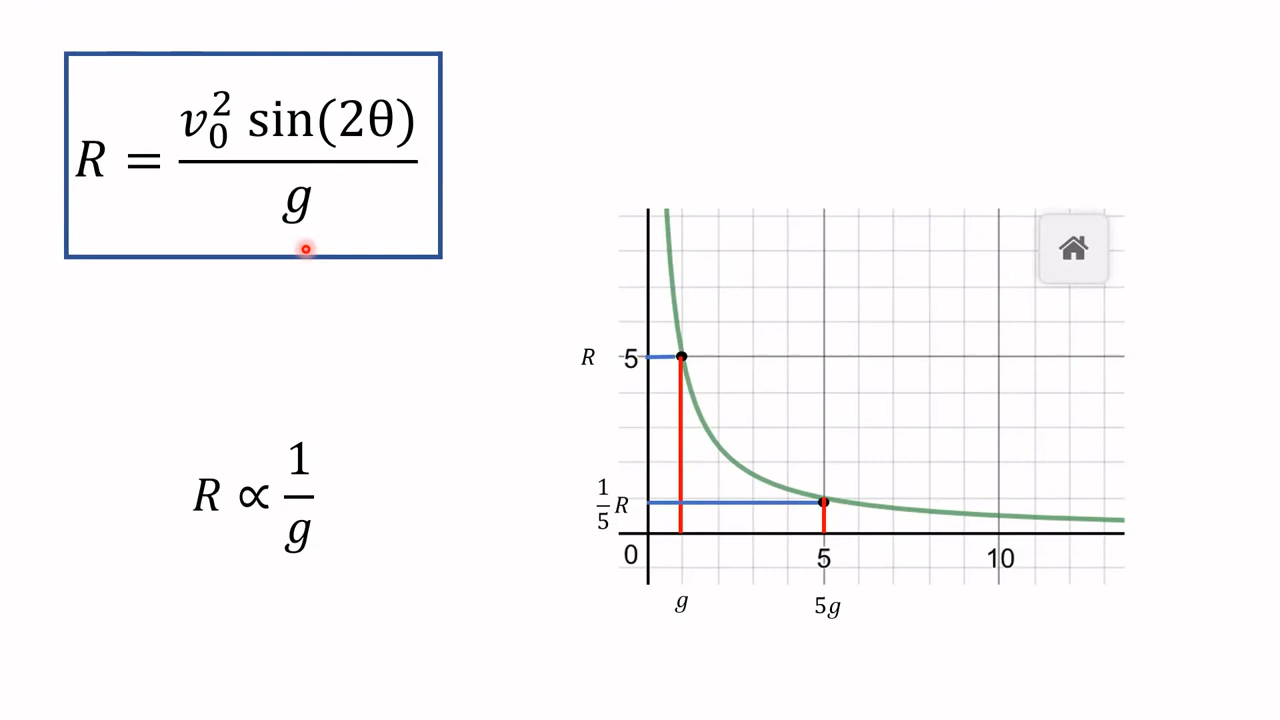 R = v₀² sin(2θ) / g
R ∝ 1 / g
R 5
1/5 R
0 5 10
g 5g